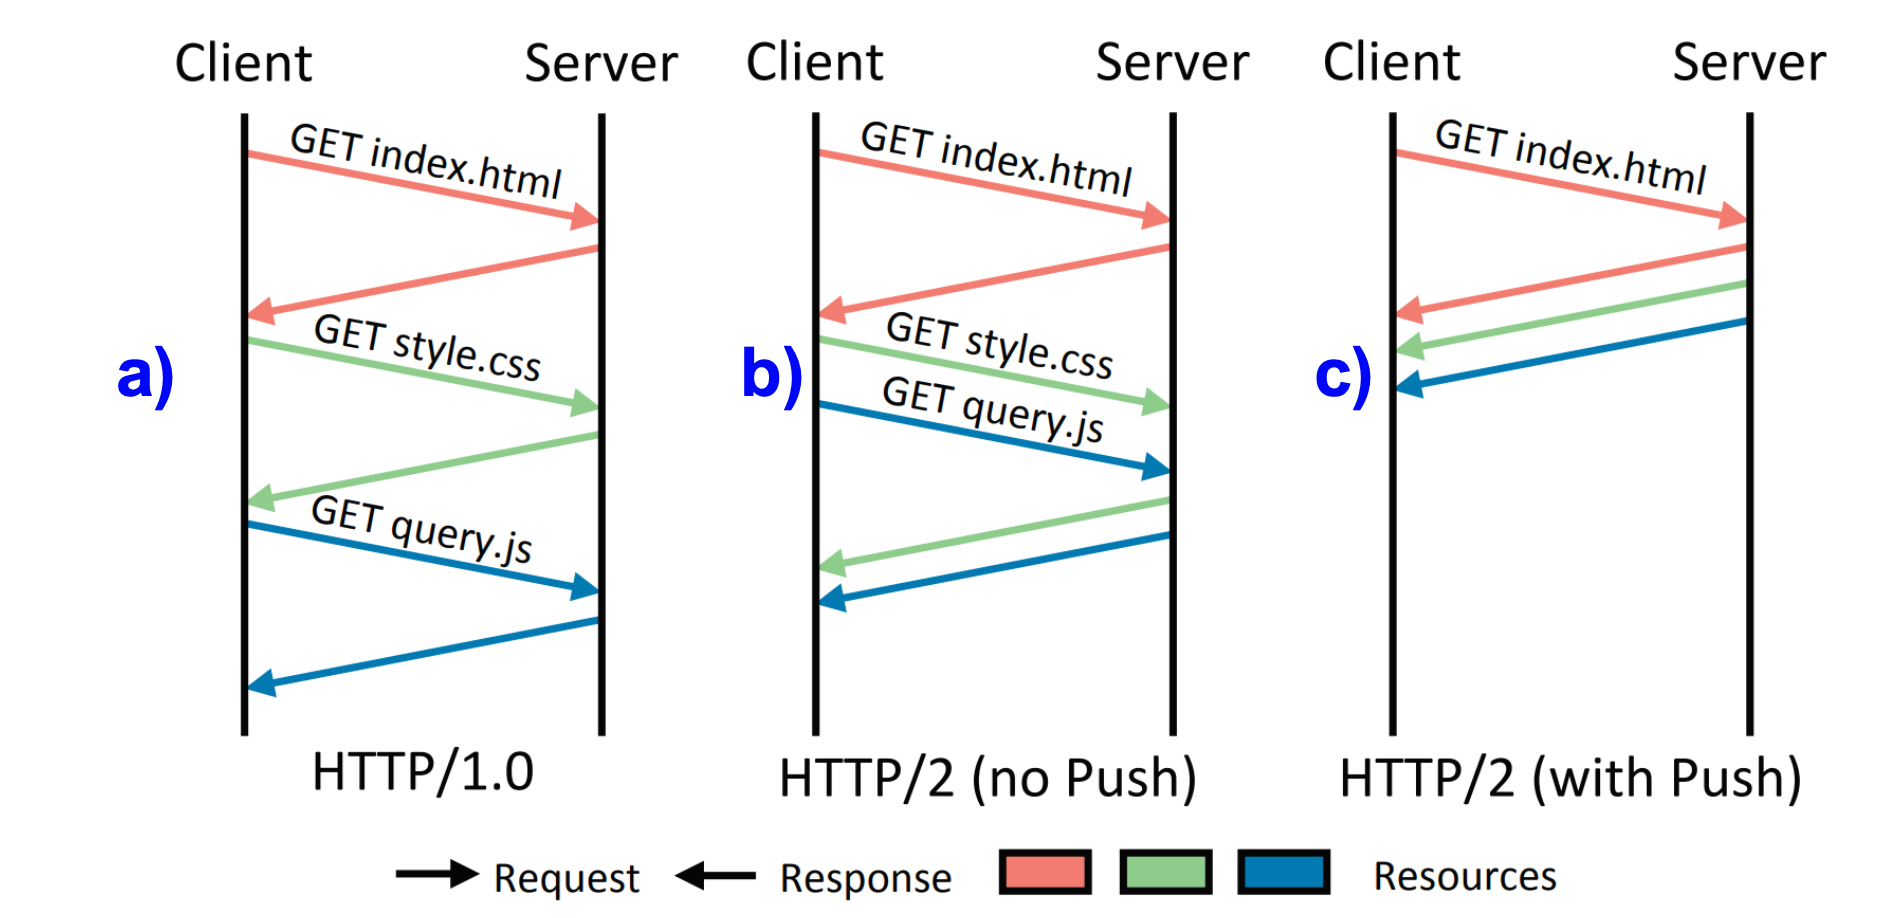 Client Server Client Server Client Server
GET index.html GET index.html GET index.html
a) GET style.css
b) GET style.css
c)
GET query.js
GET query.js
HTTP/1.0 HTTP/2 (no Push) HTTP/2 (with Push)
Request Response Resources